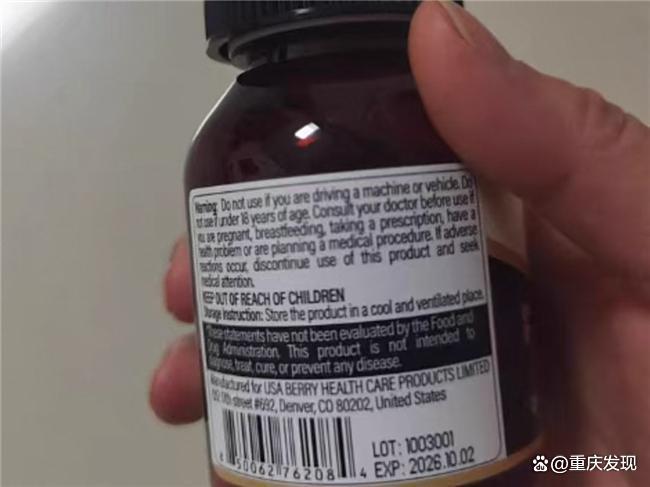 Warning: Do not use if you are driving a machine or vehicle. Do
not use if under 18 years of age. Consult your doctor before use if
you are pregnant, breastfeeding, taking a prescription, have a
health problem or are planning a medical procedure. If adverse
reactions occur, discontinue use of this product and seek
medical attention.
KEEP OUT OF REACH OF CHILDREN
Storage instruction: Store the product in a cool and ventilated place.
These statements have not been evaluated by the Food and
Drug Administration. This product is not intended to
diagnose, treat, cure, or prevent any disease.
Manufactured for USA BERRY HEALTH CARE PRODUCTS LIMITED
street #692, Denver, CO 80202, United States
8 50062 76208 4
LOT: 1003001
EXP: 2026.10.02
@重庆发现